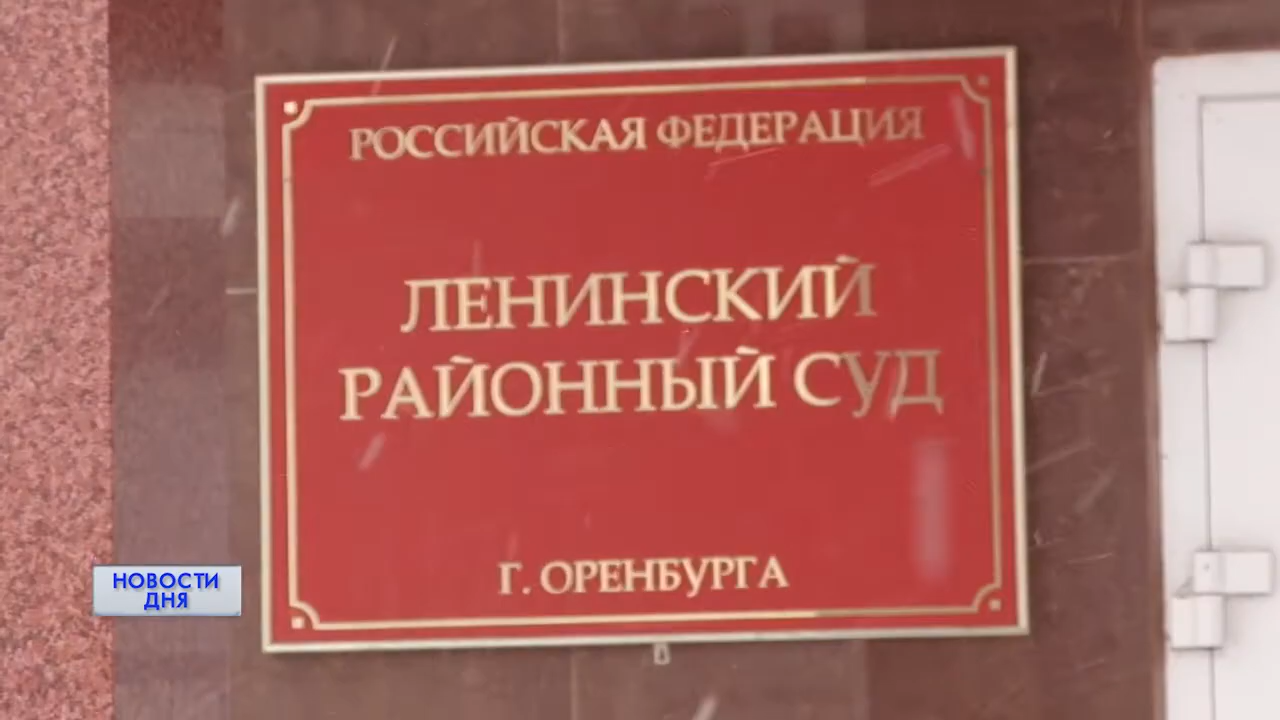 РОССИЙСКАЯ ФЕДЕРАЦИЯ
ЛЕНИНСКИЙ
РАЙОННЫЙ СУД
Г. ОРЕНБУРГА
НОВОСТИ
ДНЯ